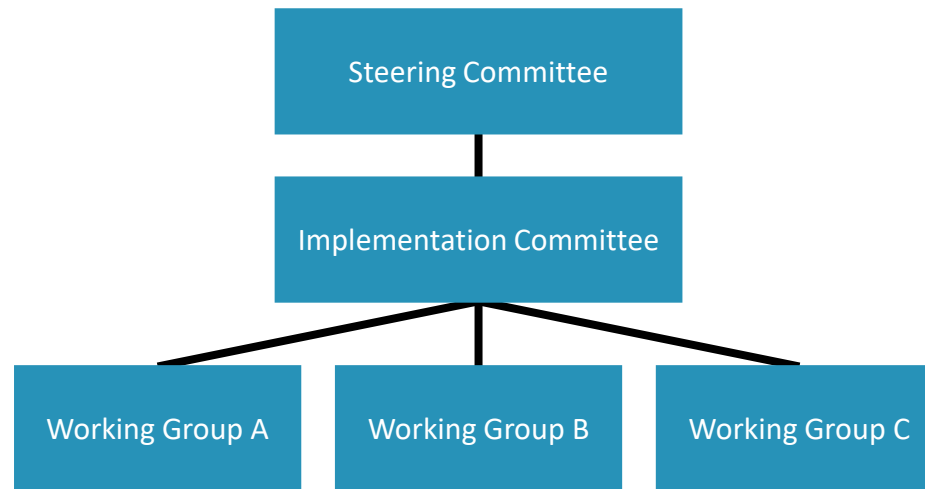 Steering Committee
Implementation Committee
Working Group A
Working Group B
Working Group C